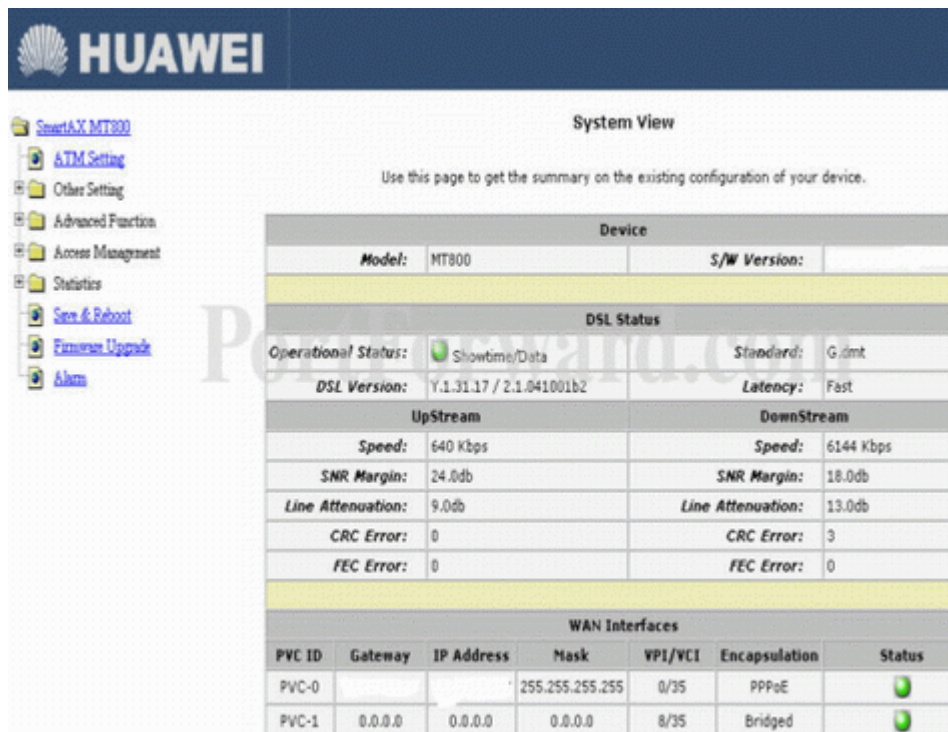 HUAWEI
SmartAX MT800
ATM Setting
Other Setting
Advanced Function
Access Management
Statistics
Save & Reboot
Firmware Upgrade
Alarm
System View
Use this page to get the summary on the existing configuration of your device.
Device
Model: MT800 S/W Version:
DSL Status
Operational Status: Showtime/Data Standard: G.dmt
DSL Version: Y.1.31.17 / 2.1.041001b2 Latency: Fast
UpStream DownStream
Speed: 640 Kbps Speed: 6144 Kbps
SNR Margin: 24.0db SNR Margin: 18.0db
Line Attenuation: 9.0db Line Attenuation: 13.0db
CRC Error: 0 CRC Error: 3
FEC Error: 0 FEC Error: 0
WAN Interfaces
PVC ID Gateway IP Address Mask VPI/VCI Encapsulation Status
PVC-0 255.255.255.255 0/35 PPPoE
PVC-1 0.0.0.0 0.0.0.0 0.0.0.0 8/35 Bridged
PortForward.com